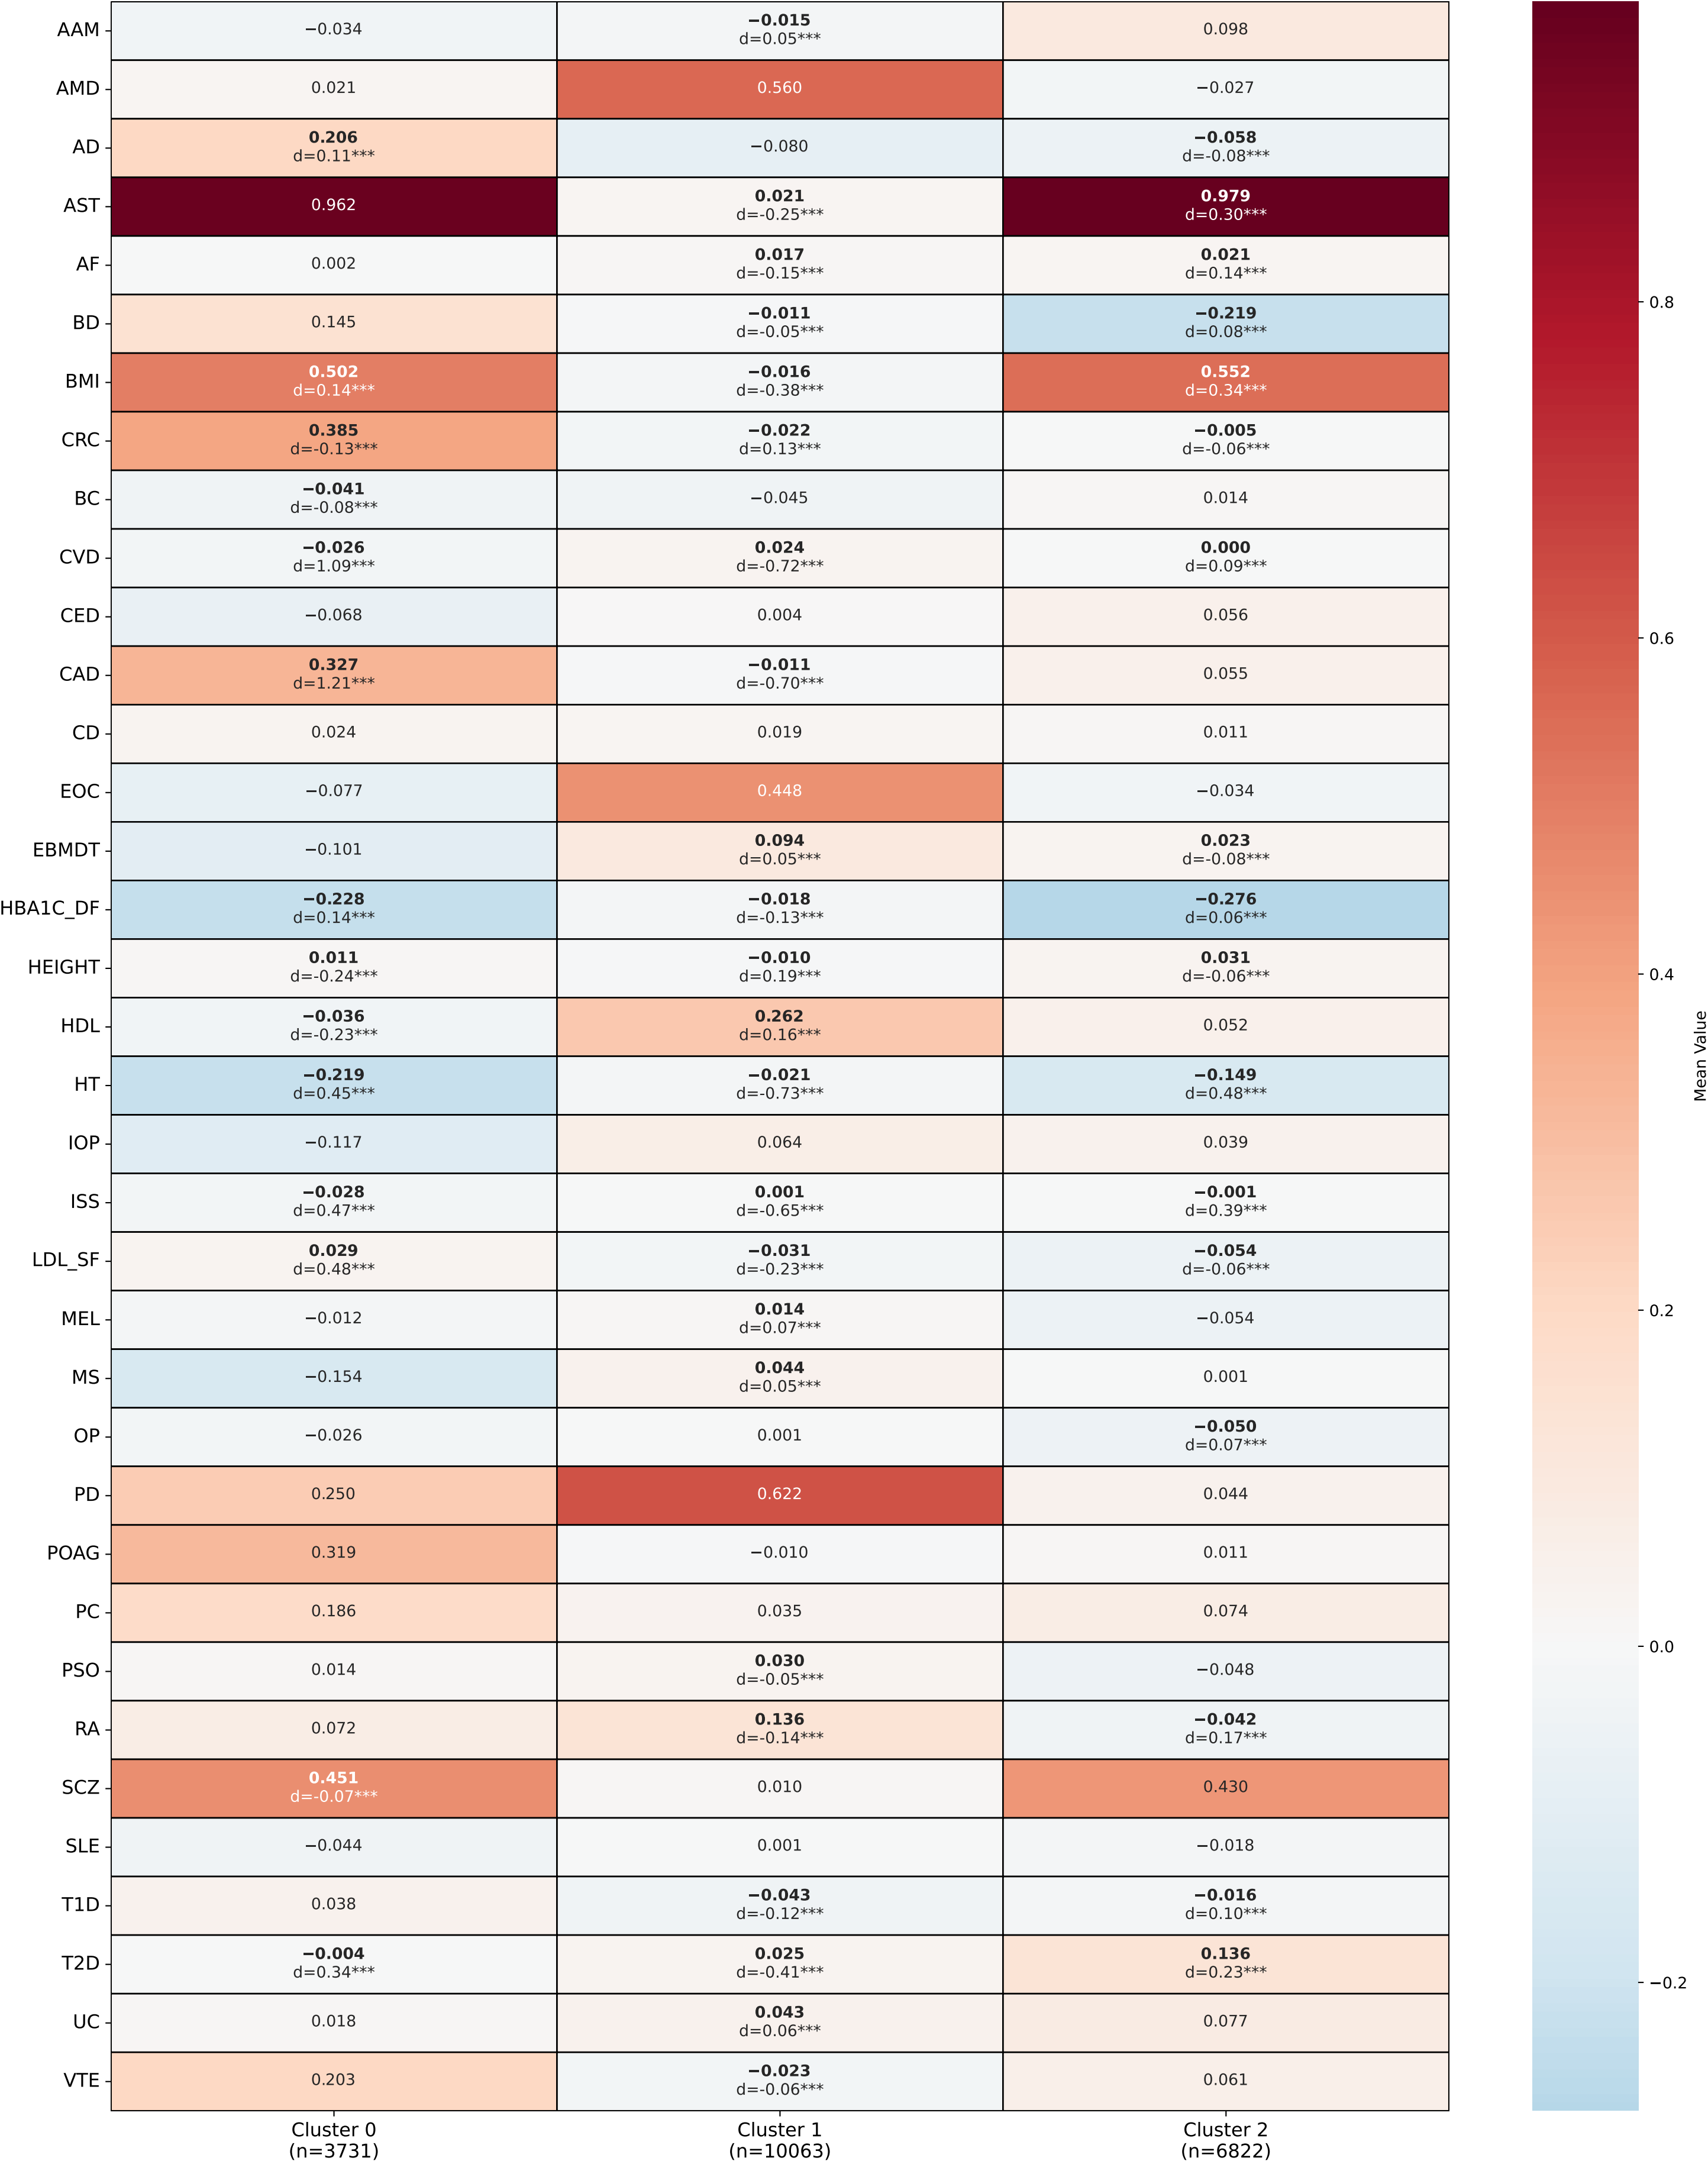 AAM
−0.034
−0.015
d=0.05***
0.098
AMD
0.021
0.560
−0.027
AD
0.206
d=0.11***
−0.080
−0.058
d=-0.08***
AST
0.962
0.021
d=-0.25***
0.979
d=0.30***
AF
0.002
0.017
d=-0.15***
0.021
d=0.14***
BD
0.145
−0.011
d=-0.05***
−0.219
d=0.08***
BMI
0.502
d=0.14***
−0.016
d=-0.38***
0.552
d=0.34***
CRC
0.385
d=-0.13***
−0.022
d=0.13***
−0.005
d=-0.06***
BC
−0.041
d=-0.08***
−0.045
0.014
CVD
−0.026
d=1.09***
0.024
d=-0.72***
0.000
d=0.09***
CED
−0.068
0.004
0.056
CAD
0.327
d=1.21***
−0.011
d=-0.70***
0.055
CD
0.024
0.019
0.011
EOC
−0.077
0.448
−0.034
EBMDT
−0.101
0.094
d=0.05***
0.023
d=-0.08***
HBA1C_DF
−0.228
d=0.14***
−0.018
d=-0.13***
−0.276
d=0.06***
HEIGHT
0.011
d=-0.24***
−0.010
d=0.19***
0.031
d=-0.06***
HDL
−0.036
d=-0.23***
0.262
d=0.16***
0.052
HT
−0.219
d=0.45***
−0.021
d=-0.73***
−0.149
d=0.48***
IOP
−0.117
0.064
0.039
ISS
−0.028
d=0.47***
0.001
d=-0.65***
−0.001
d=0.39***
LDL_SF
0.029
d=0.48***
−0.031
d=-0.23***
−0.054
d=-0.06***
MEL
−0.012
0.014
d=0.07***
−0.054
MS
−0.154
0.044
d=0.05***
0.001
OP
−0.026
0.001
−0.050
d=0.07***
PD
0.250
0.622
0.044
POAG
0.319
−0.010
0.011
PC
0.186
0.035
0.074
PSO
0.014
0.030
d=-0.05***
−0.048
RA
0.072
0.136
d=-0.14***
−0.042
d=0.17***
SCZ
0.451
d=-0.07***
0.010
0.430
SLE
−0.044
0.001
−0.018
T1D
0.038
−0.043
d=-0.12***
−0.016
d=0.10***
T2D
−0.004
d=0.34***
0.025
d=-0.41***
0.136
d=0.23***
UC
0.018
0.043
d=0.06***
0.077
VTE
0.203
−0.023
d=-0.06***
0.061
Cluster 0
(n=3731)
Cluster 1
(n=10063)
Cluster 2
(n=6822)
0.8
0.6
0.4
0.2
0.0
−0.2
Mean Value